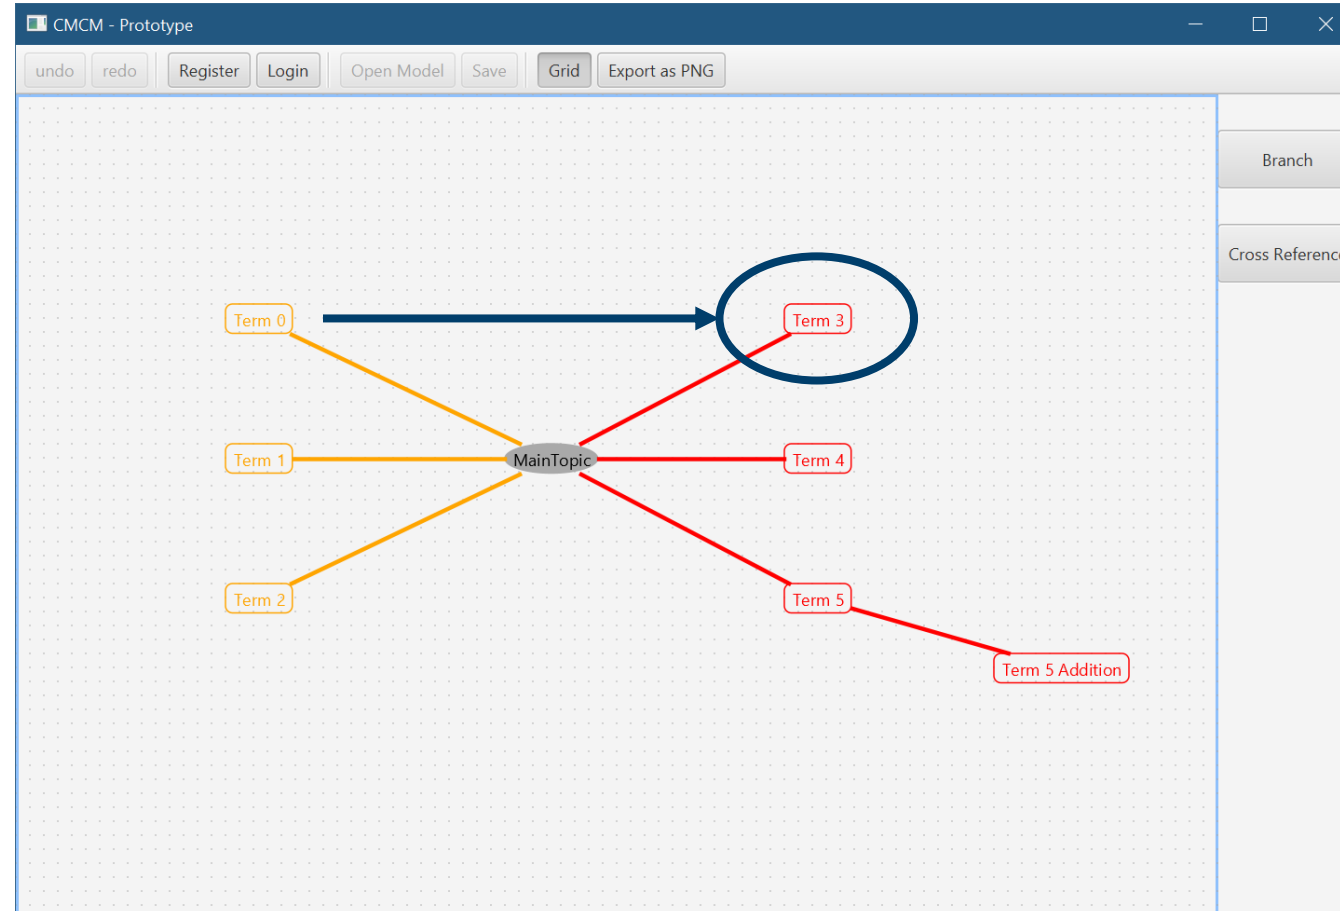 CMCM - Prototype
undo redo Register Login Open Model Save Grid Export as PNG
Branch
Cross Reference
Term 0 Term 3
Term 1 MainTopic Term 4
Term 2 Term 5
Term 5 Addition